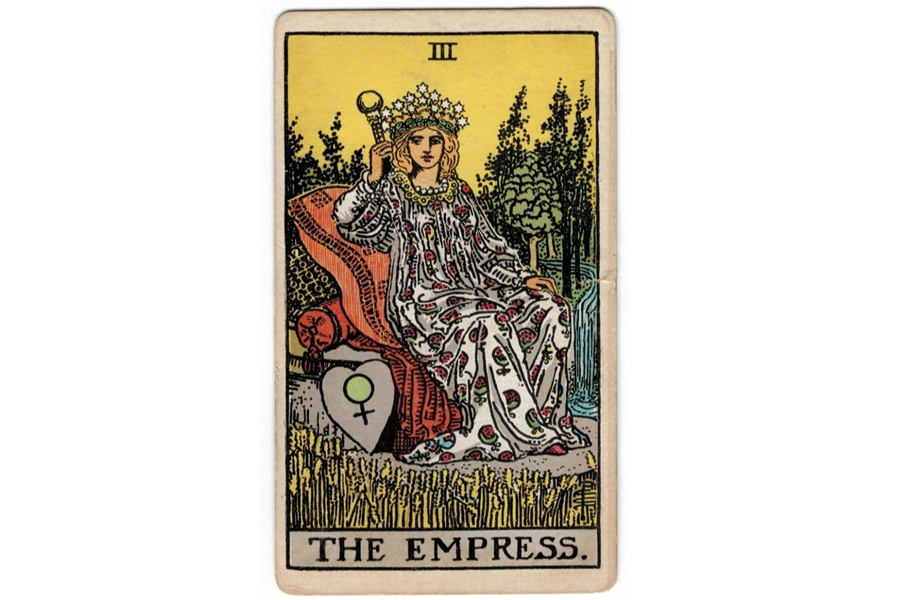 III
THE EMPRESS.